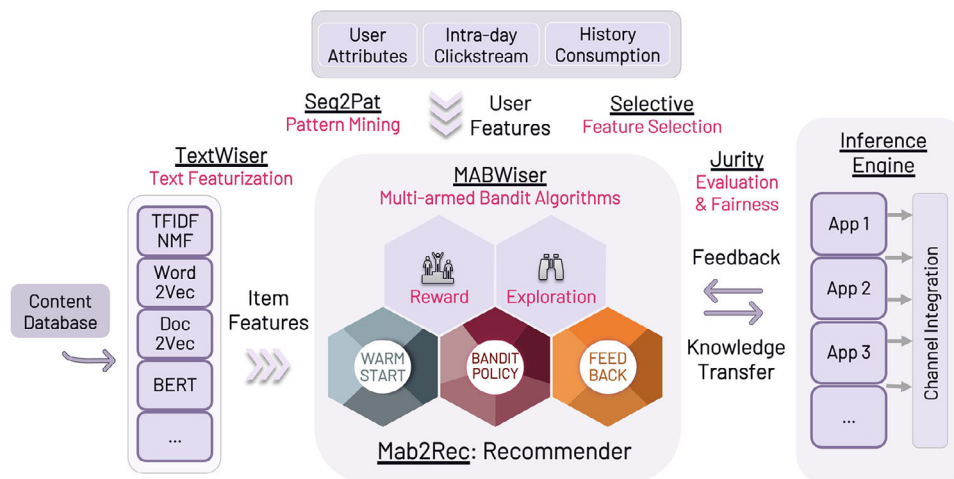 User
Attributes
Intra-day
Clickstream
History
Consumption
Seq2Pat
Pattern Mining
User
Features
Selective
Feature Selection
TextWiser
Text Featurization
MABWiser
Multi-armed Bandit Algorithms
Jurity
Evaluation
& Fairness
Inference
Engine
Content
Database
TFIDF
NMF
Word
2Vec
Doc
2Vec
BERT
...
Item
Features
Reward
Exploration
WARM
START
BANDIT
POLICY
FEED
BACK
Mab2Rec: Recommender
Feedback
Knowledge
Transfer
App 1
App 2
App 3
...
Channel Integration